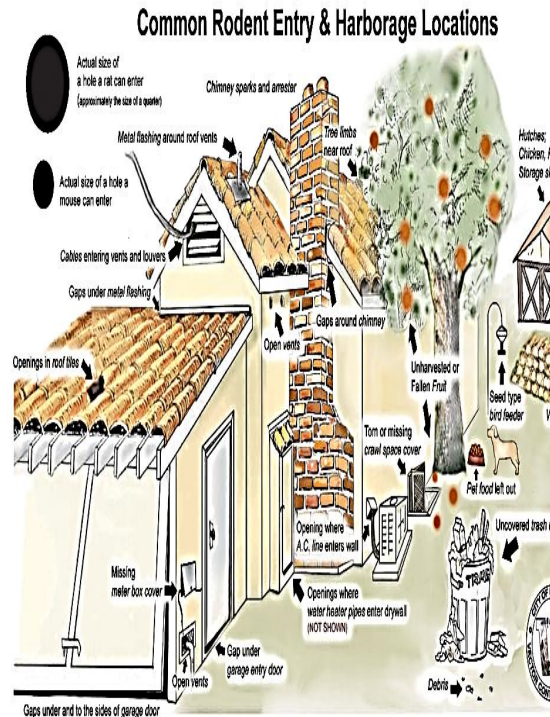 Common Rodent Entry & Harborage Locations
Actual size of
a hole a rat can enter
(approximately the size of a quarter)
Chimney sparks and arrester
Metal flashing around roof vents
Tree limbs
near roof
Hutches;
Chicken,
Storage
Actual size of a hole a
mouse can enter
Cables entering vents and louvers
Gaps under metal flashing
Gaps around chimney
Open vents
Openings in roof tiles
Unharvested or
Fallen Fruit
Seed type
bird feeder
Torn or missing
crawl space cover
Pet food left out
Opening where
A.C. line enters wall
Uncovered trash
TRASH
Missing
meter box cover
Openings where
water heater pipes enter drywall
(NOT SHOWN)
Gap under
garage entry door
Open vents
Debris
Gaps under and to the sides of garage door
CITY OF
VECTOR CON